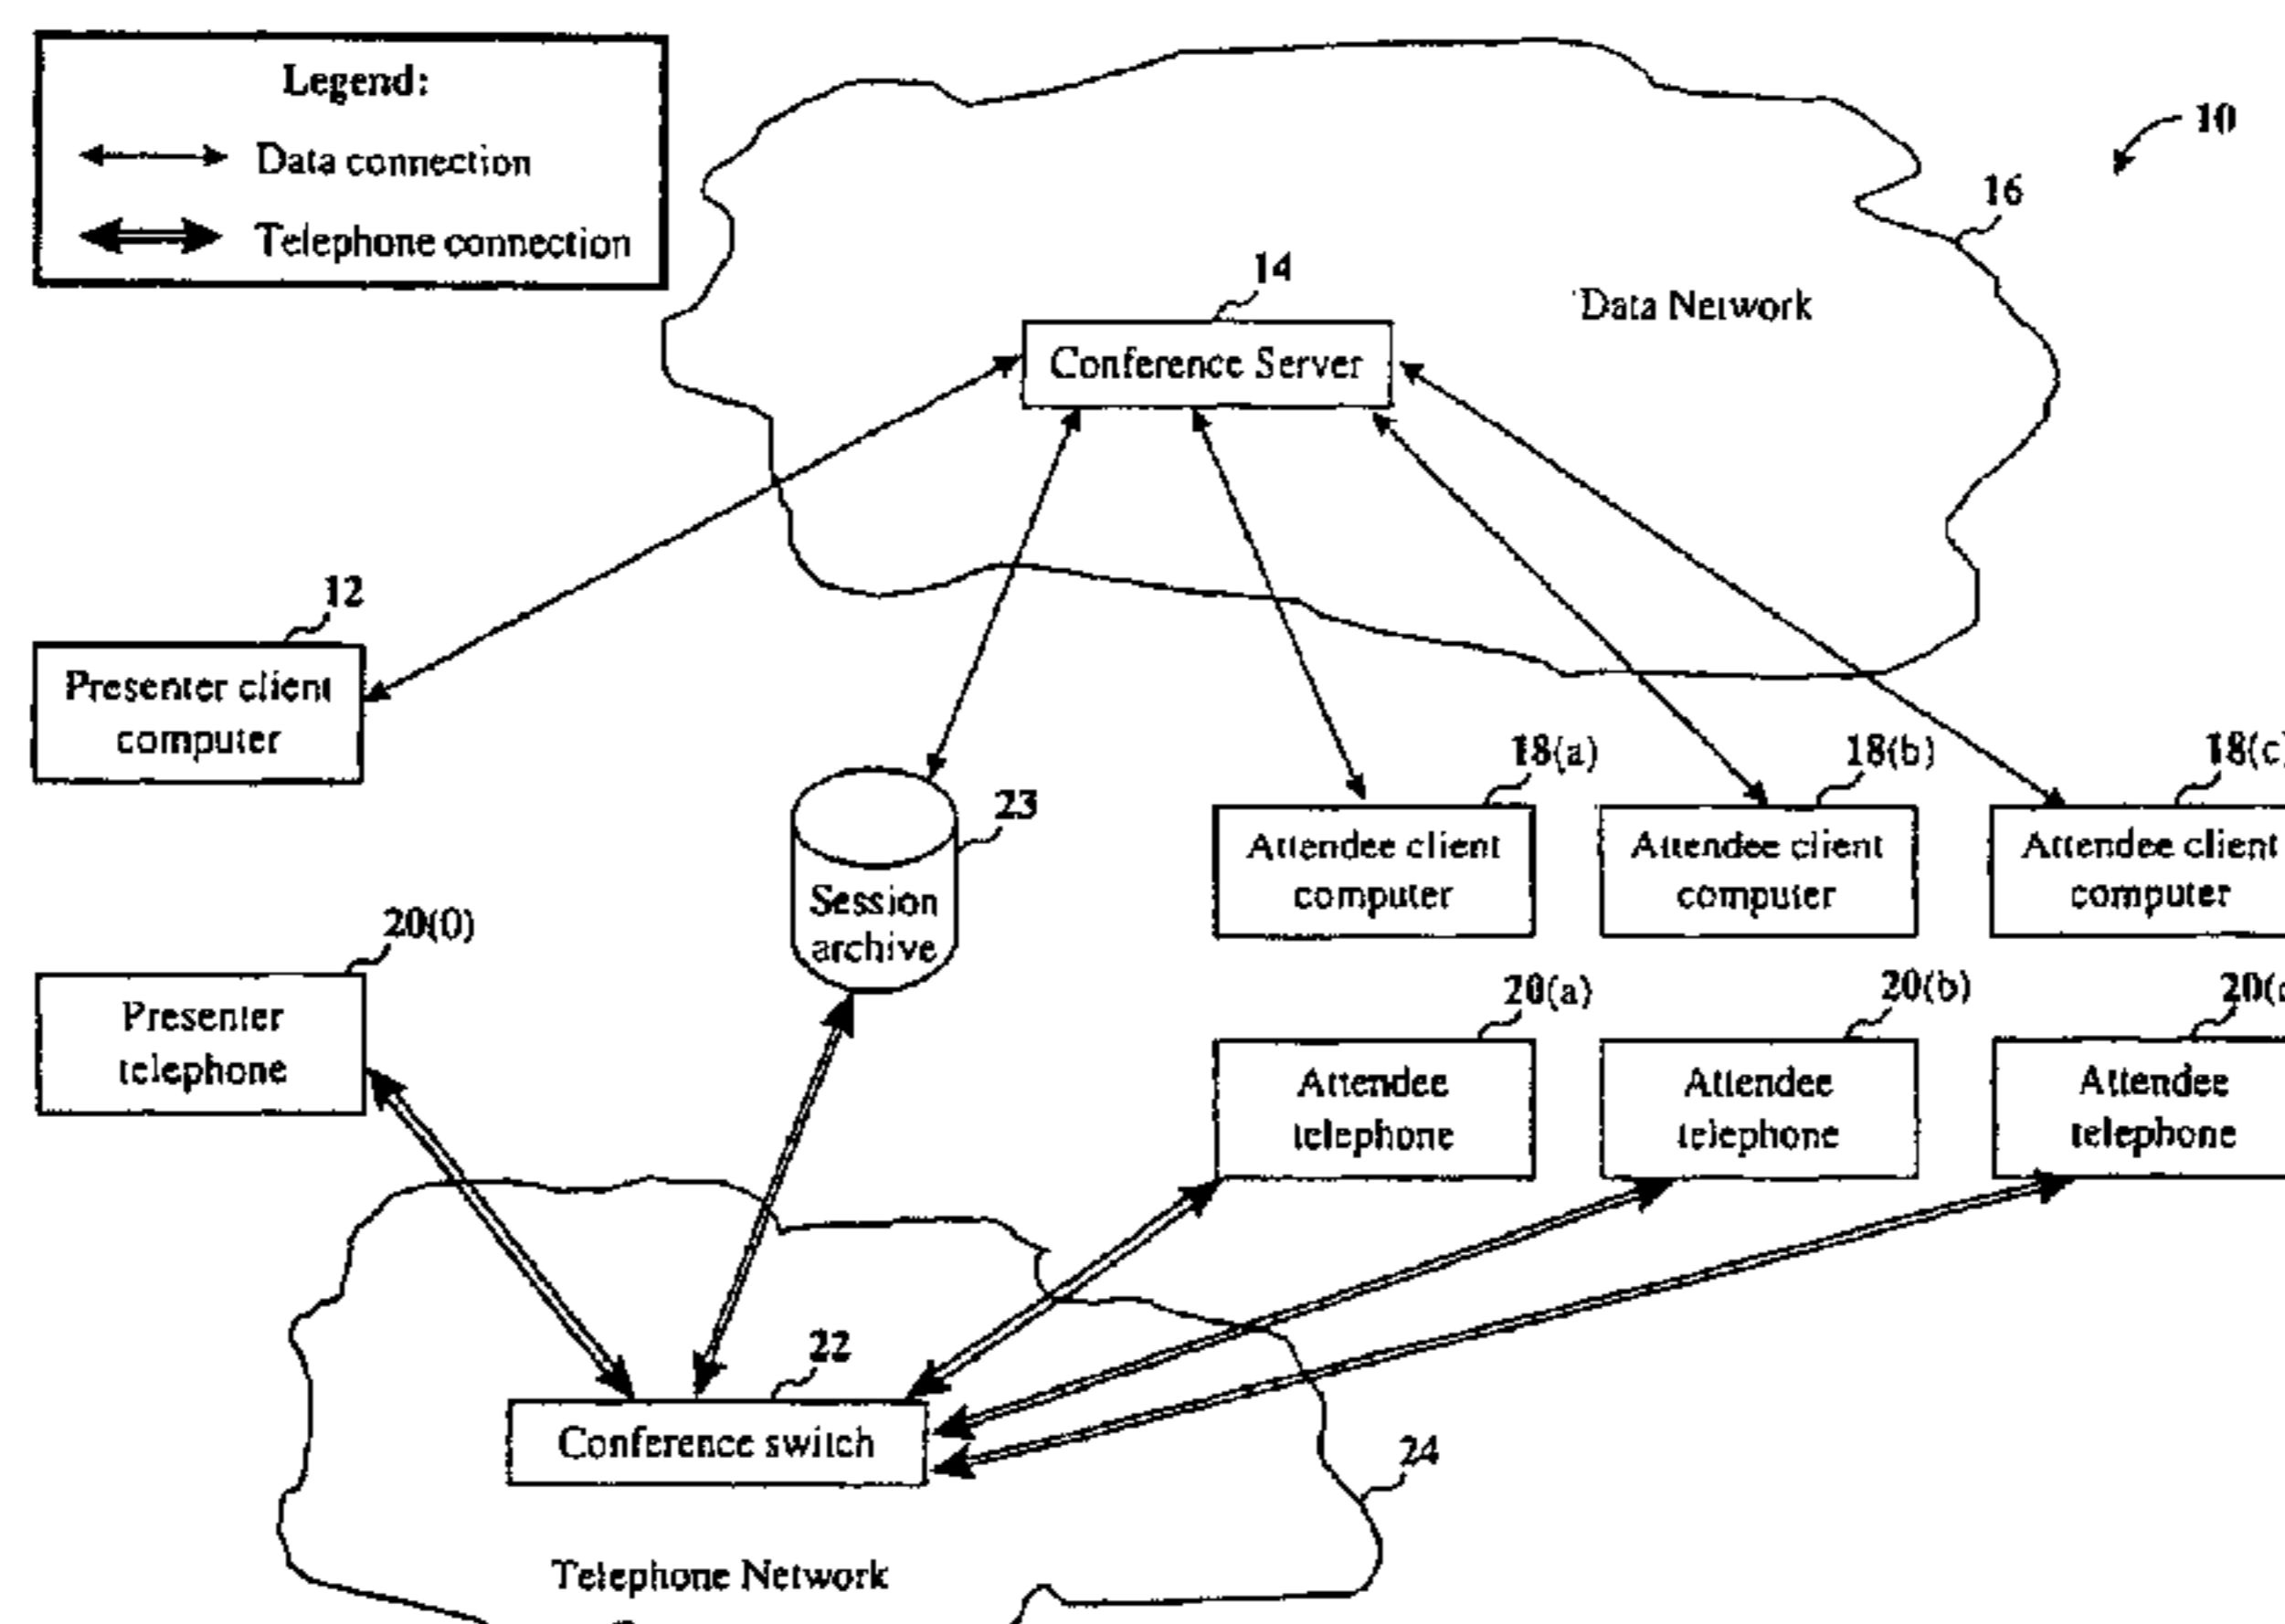 Legend:
Data connection
Telephone connection
10
16
14
Data Network
Conference Server
12
Presenter client
computer
18(a)
18(b)
18(c)
23
Attendee client
computer
Attendee client
computer
Attendee client
computer
Session
archive
20(0)
Presenter
telephone
20(a)
20(b)
20(
Attendee
telephone
Attendee
telephone
Attendee
telephone
22
Conference switch
24
Telephone Network